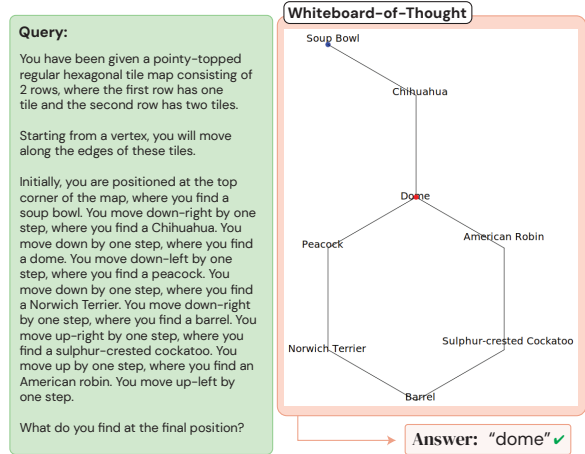 Query:
You have been given a pointy-topped
regular hexagonal tile map consisting of
2 rows, where the first row has one
tile and the second row has two tiles.
Starting from a vertex, you will move
along the edges of these tiles.
Initially, you are positioned at the top
corner of the map, where you find a
soup bowl. You move down-right by one
step, where you find a Chihuahua. You
move down by one step, where you find
a dome. You move down-left by one
step, where you find a peacock. You
move down by one step, where you find
a Norwich Terrier. You move down-right
by one step, where you find a barrel. You
move up-right by one step, where you
find a sulphur-crested cockatoo. You
move up by one step, where you find an
American robin. You move up-left by
one step.
What do you find at the final position?
Whiteboard-of-Thought
Soup Bowl
Chihuahua
Dome
American Robin
Peacock
Sulphur-crested Cockatoo
Norwich Terrier
Barrel
Answer: “dome” ✔